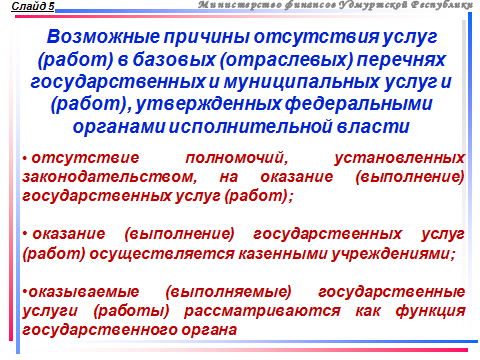 Слайд 5
Министерство финансов Удмуртской Республики
Возможные причины отсутствия услуг
(работ) в базовых (отраслевых) перечнях
государственных и муниципальных услуг и
(работ), утвержденных федеральными
органами исполнительной власти
• отсутствие полномочий, установленных
законодательством, на оказание (выполнение)
государственных услуг (работ);
• оказание (выполнение) государственных услуг
(работ) осуществляется казенными учреждениями;
•оказываемые (выполняемые) государственные
услуги (работы) рассматриваются как функция
государственного органа